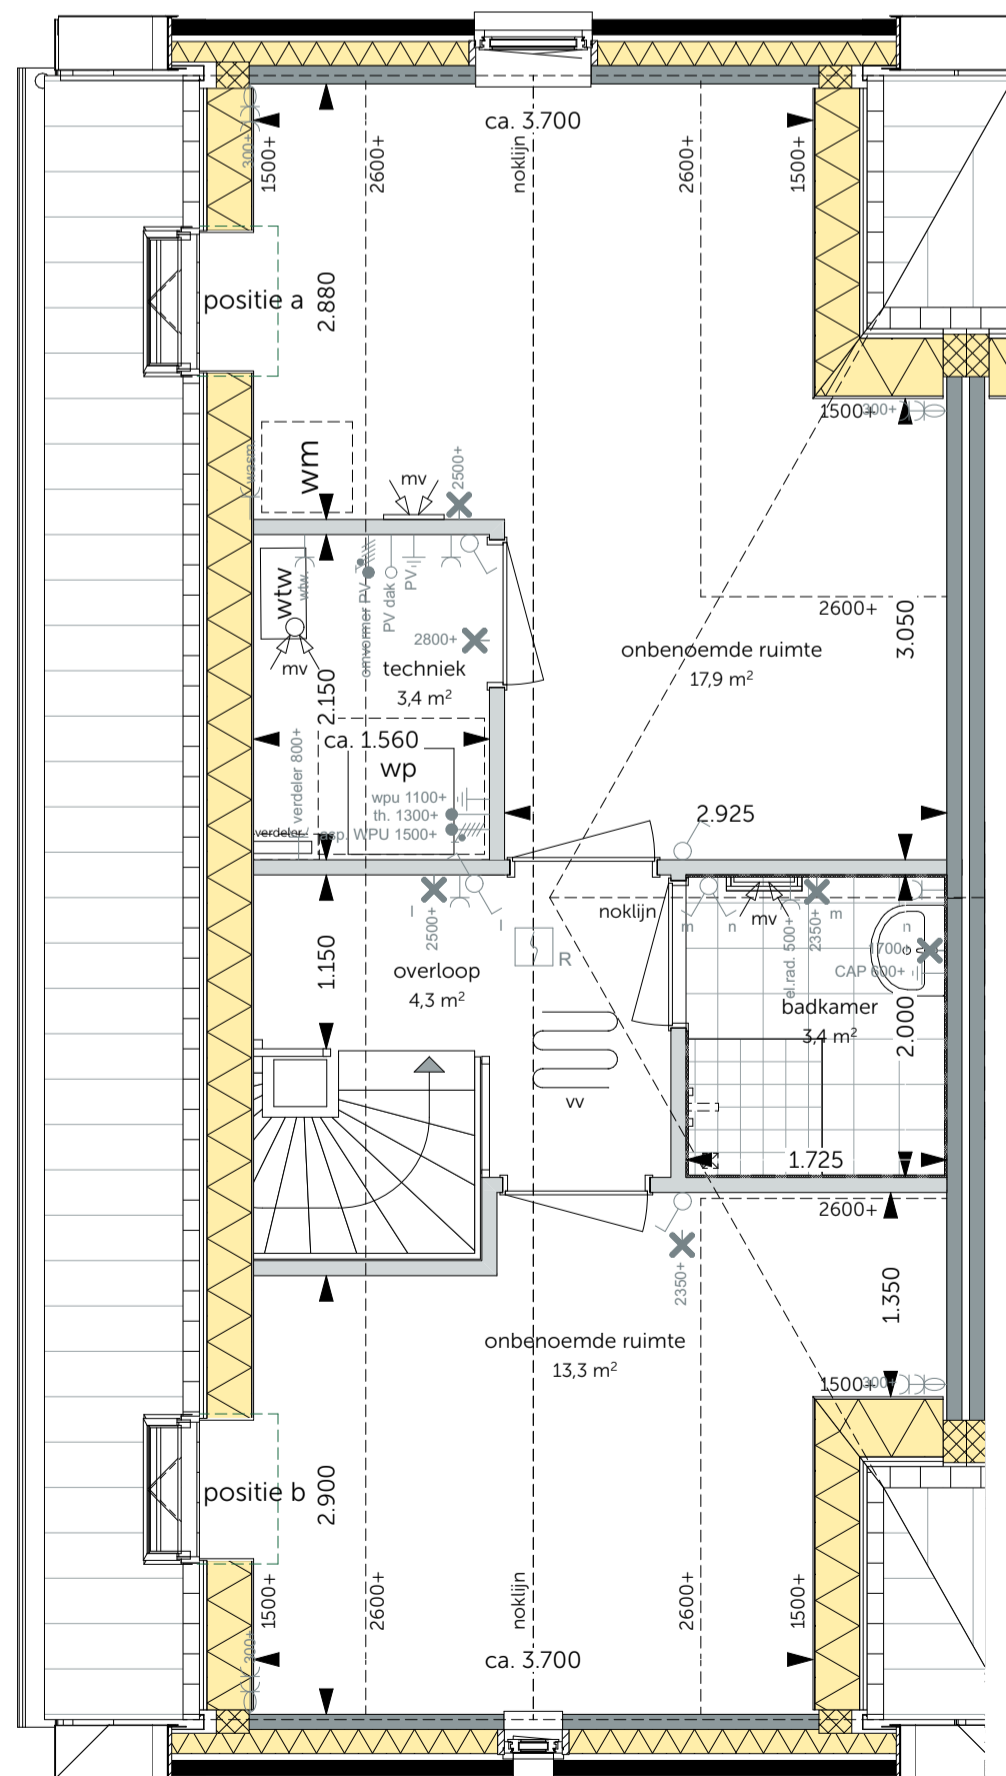 ca. 3.700
300+
1500+
2600+
noklijn
2600+
1500+
positie a
2.880
1500+
300+
wasm
wm
mv
2500+
wtw
wtw.
omvormer PV
PV dak
PV
2600+
3.050
2800+
mv
techniek
3,4 m²
2.150
onbenoemde ruimte
17,9 m²
ca. 1.560
verdeler 800+
wp
wpu 1100+
th. 1300+
asp. WPU 1500+
verdeler
2.925
l
2500+
l
noklijn
m
n
mv
el.rad. 500+
2350+
m
n
1700+
CAP 600+
R
overloop
4,3 m²
1.150
badkamer
3,4 m²
2.000
vv
1.725
2600+
2350+
1.350
onbenoemde ruimte
13,3 m²
1500+
300+
positie b
2.900
1500+
2600+
noklijn
2600+
1500+
300+
ca. 3.700